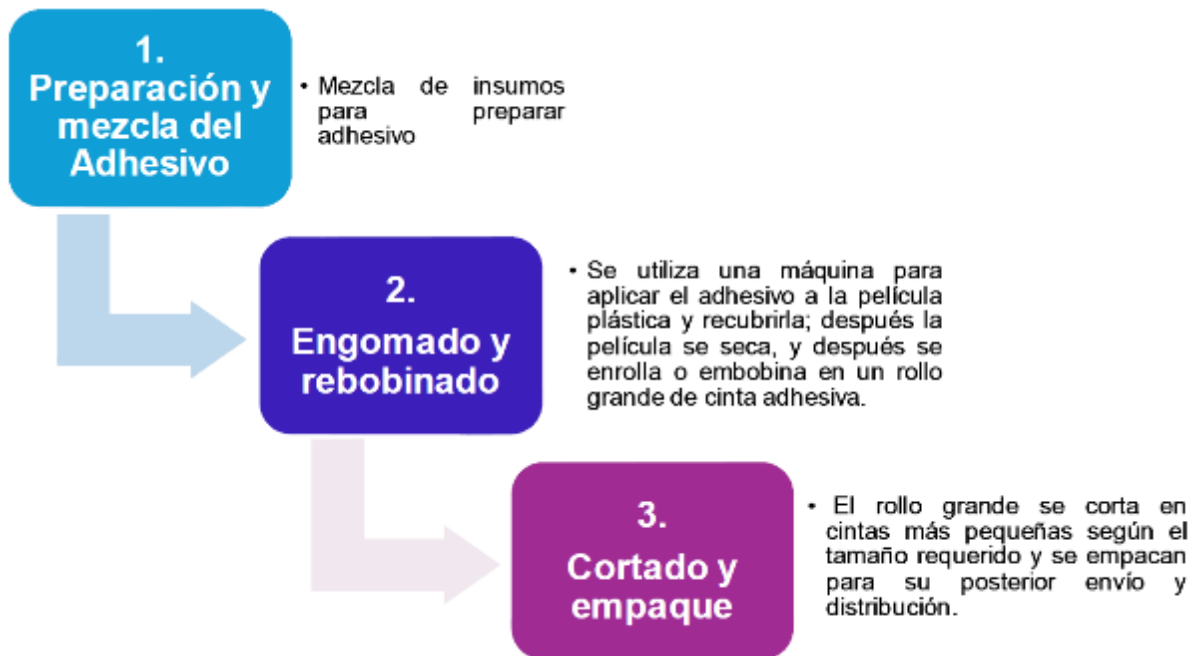 1.
Preparación y
mezcla del
Adhesivo
• Mezcla de insumos
para preparar
adhesivo
2.
Engomado y
rebobinado
• Se utiliza una máquina para
aplicar el adhesivo a la película
plástica y recubrirla; después la
película se seca, y después se
enrolla o embobina en un rollo
grande de cinta adhesiva.
3.
Cortado y
empaque
• El rollo grande se corta en
cintas más pequeñas según el
tamaño requerido y se empacan
para su posterior envío y
distribución.